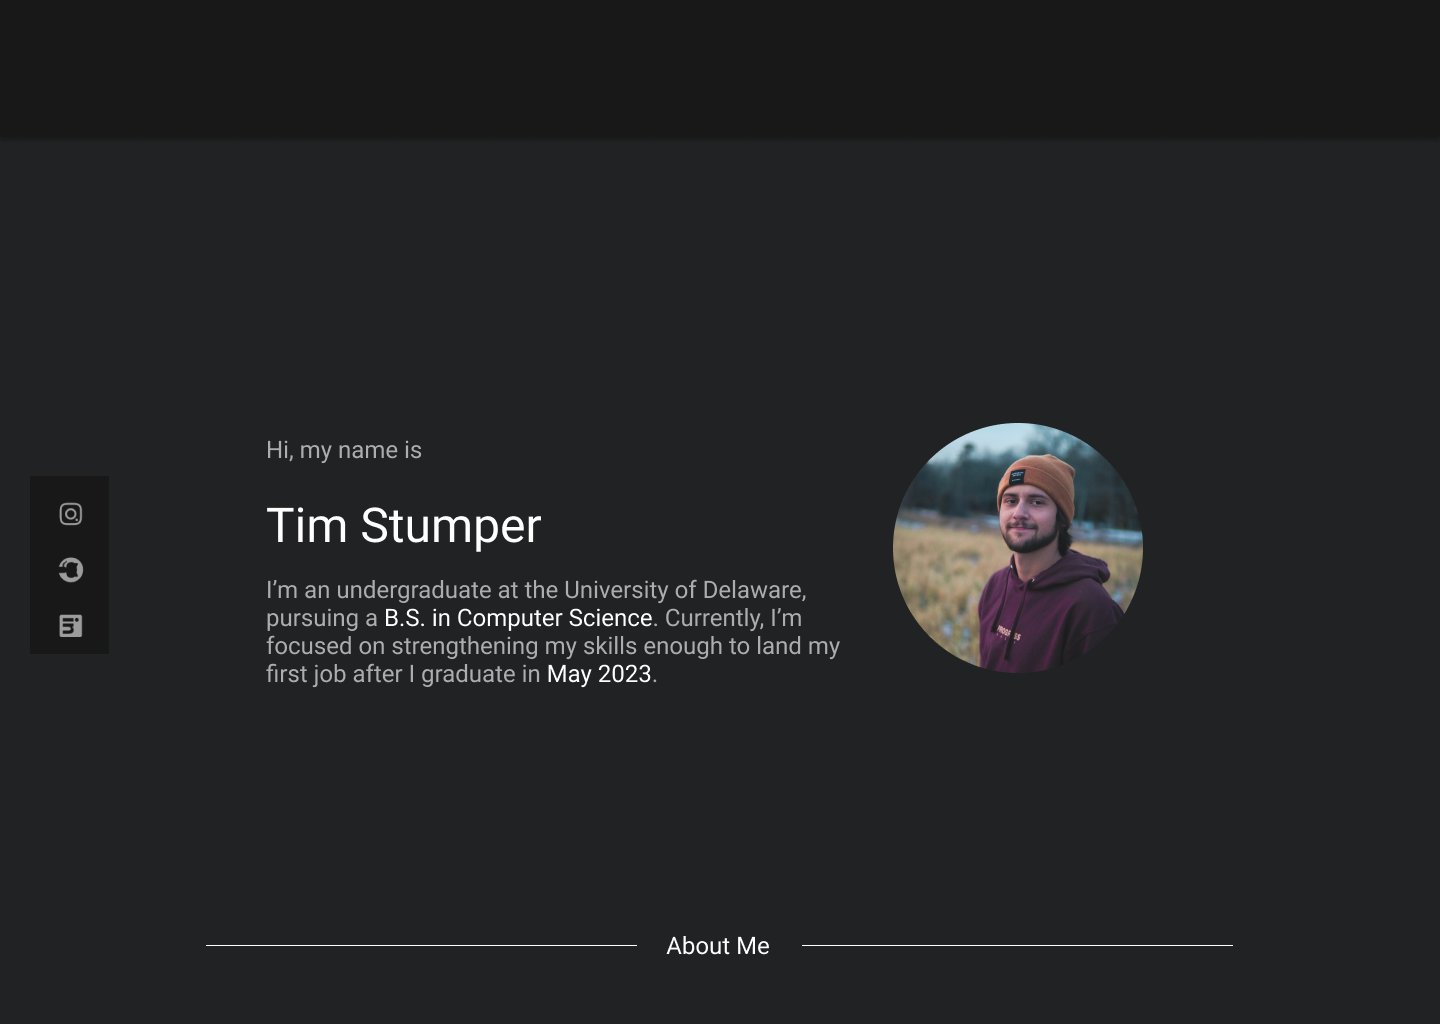 Hi, my name is
Tim Stumper
I’m an undergraduate at the University of Delaware,
pursuing a B.S. in Computer Science. Currently, I’m
focused on strengthening my skills enough to land my
first job after I graduate in May 2023.
About Me